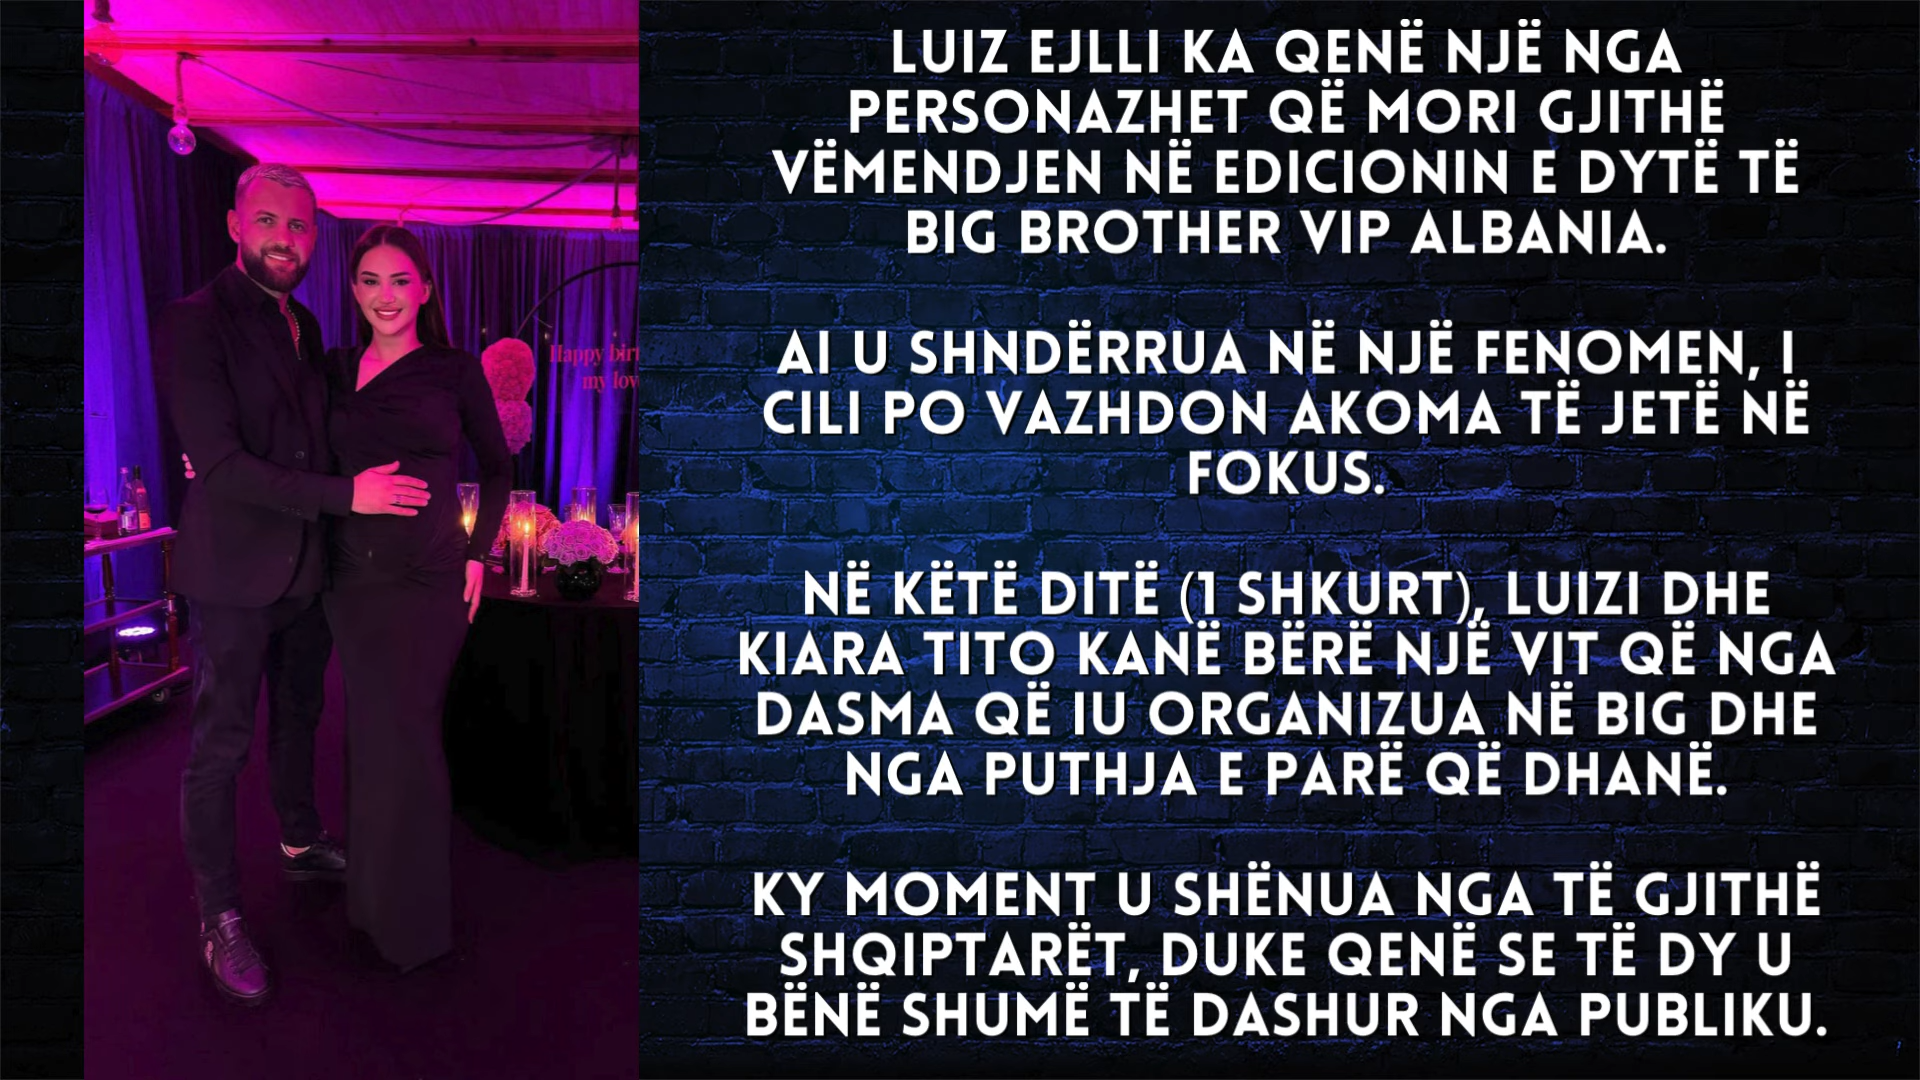 LUIZ EJLLI KA QENË NJË NGA
PERSONAZHET QË MORI GJITHË
VËMENDJEN NË EDICIONIN E DYTË TË
BIG BROTHER VIP ALBANIA.
AI U SHNDËRRUA NË NJË FENOMEN, I
CILI PO VAZHDON AKOMA TË JETË NË
FOKUS.
NË KËTË DITË (1 SHKURT), LUIZI DHE
KIARA TITO KANË BËRË NJË VIT QË NGA
DASMA QË IU ORGANIZUA NË BIG DHE
NGA PUTHJA E PARË QË DHANË.
KY MOMENT U SHËNUA NGA TË GJITHË
SHQIPTARËT, DUKE QENË SE TË DY U
BËNË SHUMË TË DASHUR NGA PUBLIKU.
Happy
my